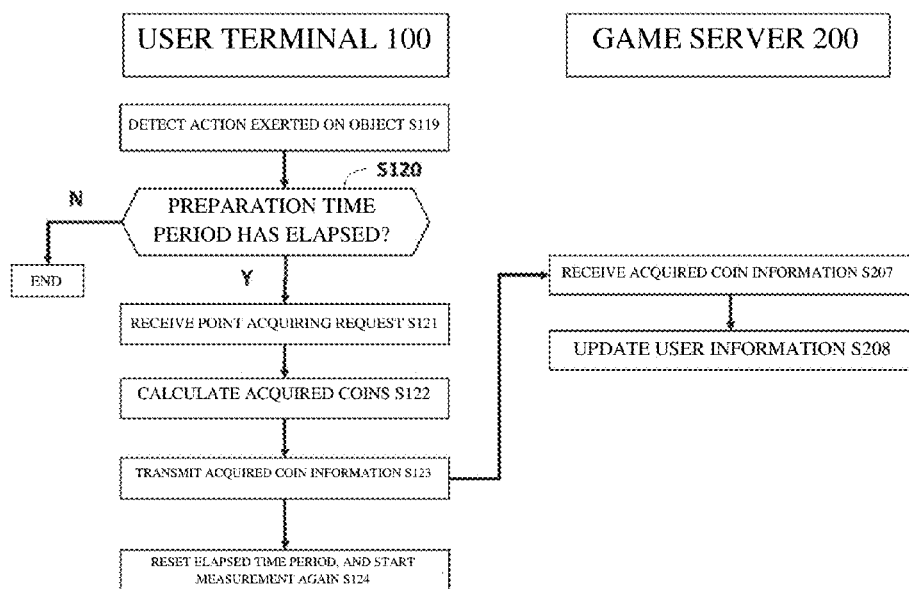 USER TERMINAL 100
GAME SERVER 200
DETECT ACTION EXERTED ON OBJECT S119
S120
N
PREPARATION TIME
PERIOD HAS ELAPSED?
END
Y
RECEIVE POINT ACQUIRING REQUEST S121
CALCULATE ACQUIRED COINS S122
TRANSMIT ACQUIRED COIN INFORMATION S123
RESET ELAPSED TIME PERIOD, AND START
MEASUREMENT AGAIN S124
RECEIVE ACQUIRED COIN INFORMATION S207
UPDATE USER INFORMATION S208